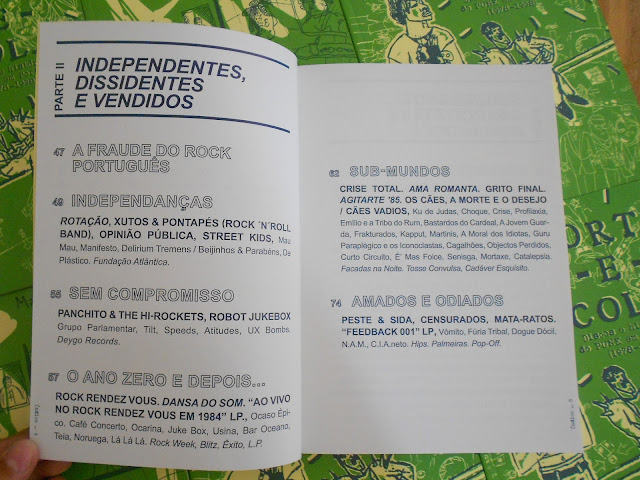 PARTE II
INDEPENDENTES,
DISSIDENTES
E VENDIDOS
47 A FRAUDE DO ROCK
PORTUGUÊS
49 INDEPENDANÇAS
ROTAÇÃO, XUTOS & PONTAPÉS (ROCK ´N´ROLL
BAND), OPINIÃO PÚBLICA, STREET KIDS, Mau
Mau, Manifesto, Delirium Tremens / Beijinhos & Parabéns, De
Plástico. Fundação Atlântica.
55 SEM COMPROMISSO
PANCHITO & THE HI-ROCKETS, ROBOT JUKEBOX
Grupo Parlamentar, Tilt, Speeds, Atitudes, UX Bombs.
Deygo Records.
57 O ANO ZERO E DEPOIS...
ROCK RENDEZ VOUS. DANSA DO SOM. “AO VIVO
NO ROCK RENDEZ VOUS EM 1984” LP., Ocaso Épi-
co. Café Concerto, Ocarina, Juke Box, Usina, Bar Oceano,
Teia, Noruega, Lá Lá Lá. Rock Week, Blitz, Êxito, L.P.
62 SUB-MUNDOS
CRISE TOTAL. AMA ROMANTA. GRITO FINAL.
AGITARTE '85. OS CÃES, A MORTE E O DESEJO
/ CÃES VADIOS, Ku de Judas, Choque, Crise, Profilaxia,
Emílio e a Tribo do Rum, Bastardos do Cardeal, A Jovem Guar-
da, Frakturados, Kapput, Martinis, A Moral dos Idiotas, Guru
Paraplégico e os Iconoclastas, Cagalhões, Objectos Perdidos,
Curto Circuito, É' Mas Foice, Senisga, Mortaxe, Catalepsia.
Facadas na Noite. Tosse Convulsa, Cadáver Esquisito.
74 AMADOS E ODIADOS
PESTE & SIDA, CENSURADOS, MATA-RATOS.
“FEEDBACK 001” LP, Vómito, Fúria Tribal, Dogue Dócil,
N.A.M., C.I.A.neto. Hips. Palmeiras. Pop-Off.